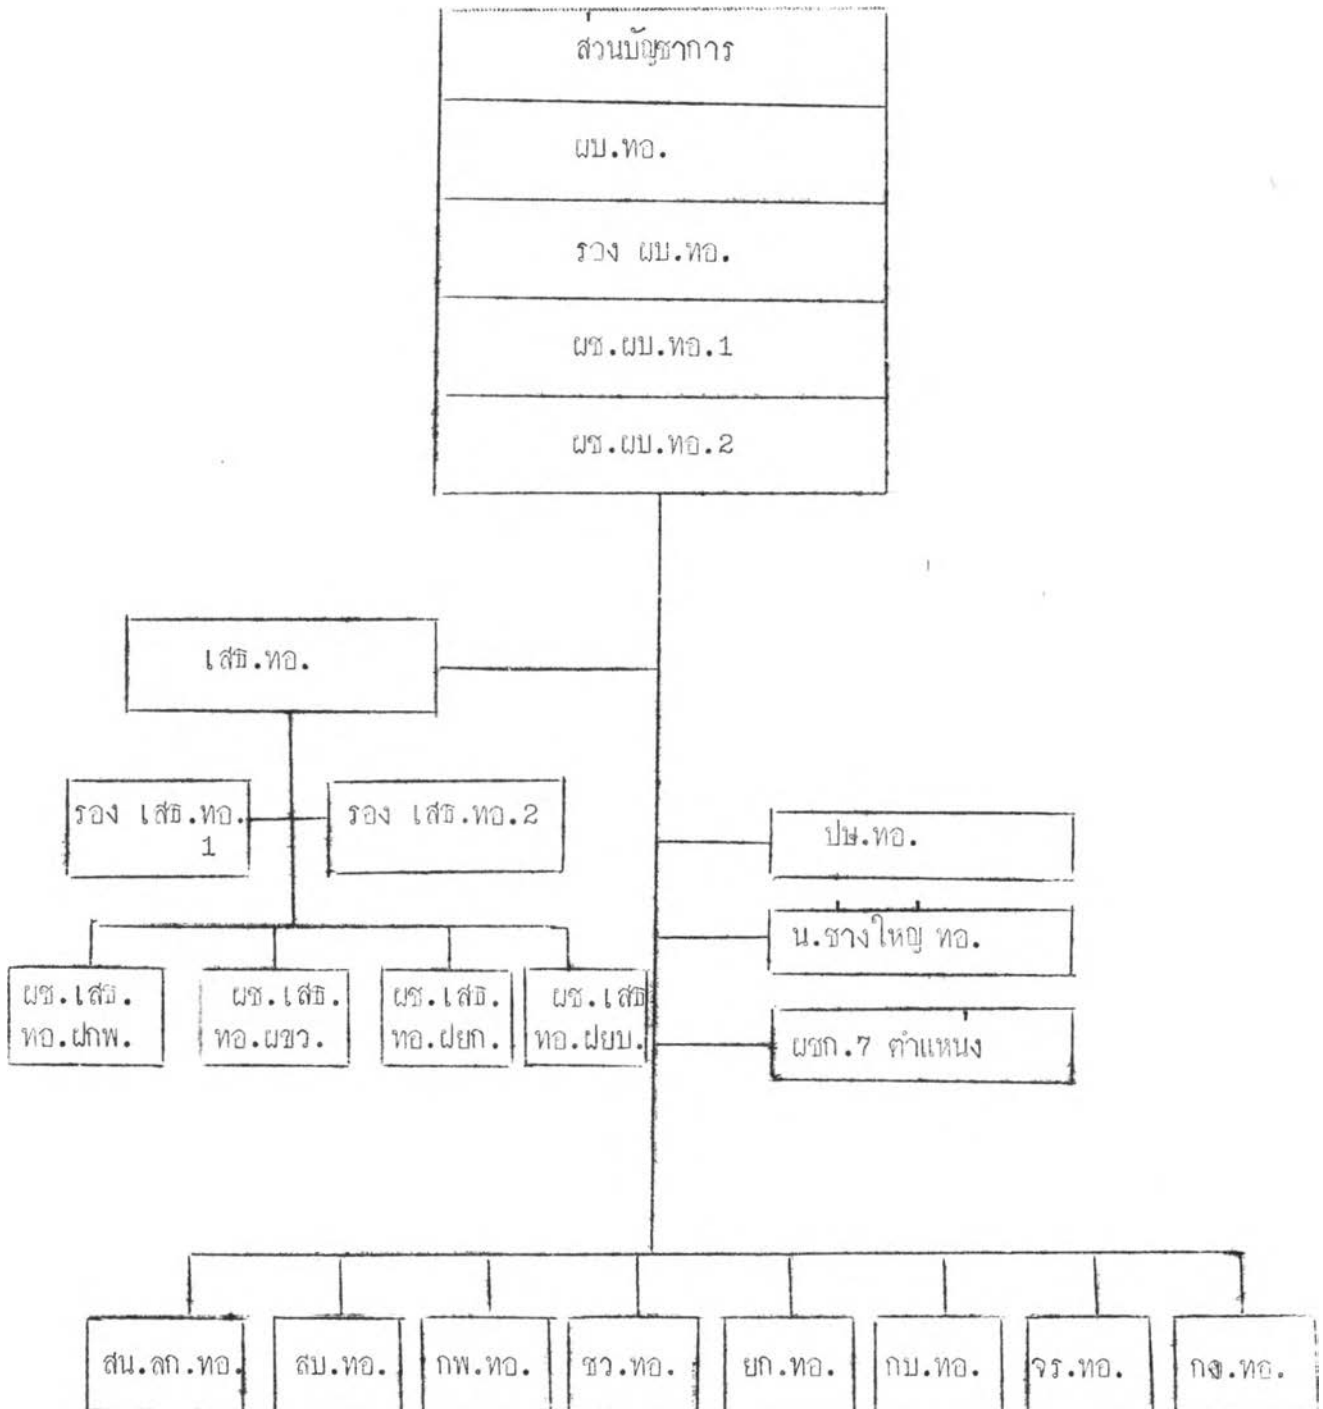 ส่วนบัญชาการ
ผบ.ทอ.
รอง ผบ.ทอ.
ผช.ผบ.ทอ.1
ผช.ผบ.ทอ.2
เสธ.ทอ.
รอง เสธ.ทอ.
1
รอง เสธ.ทอ.2
ปษ.ทอ.
น.ช่างใหญ่ ทอ.
ผชก.7 ตำแหน่ง
ผช.เสธ.
ทอ.ฝกพ.
ผช.เสธ.
ทอ.ฝขว.
ผช.เสธ.
ทอ.ฝยก.
ผช.เสธ
ทอ.ฝยบ.
สน.ลก.ทอ.
สบ.ทอ.
กพ.ทอ.
ขว.ทอ.
ยก.ทอ.
กบ.ทอ.
จร.ทอ.
กง.ทอ.